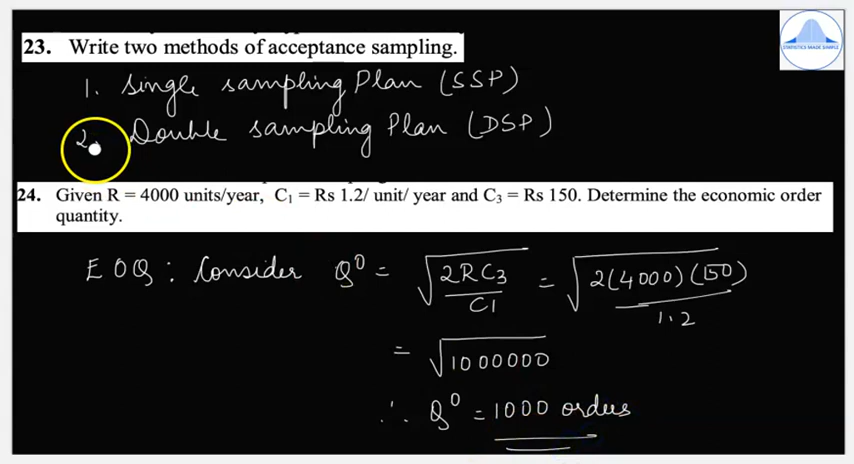 23. Write two methods of acceptance sampling.
STATISTICS MADE SIMPLE
1. Single sampling Plan (SSP)
2. Double sampling Plan (DSP)
24. Given R = 4000 units/year, C₁ = Rs 1.2/ unit/ year and C₃ = Rs 150. Determine the economic order
quantity.
EOQ : Consider Q⁰ = √(2RC3/C1) = √(2(4000)(150)/1.2)
= √1000000
∴ Q⁰ = 1000 orders